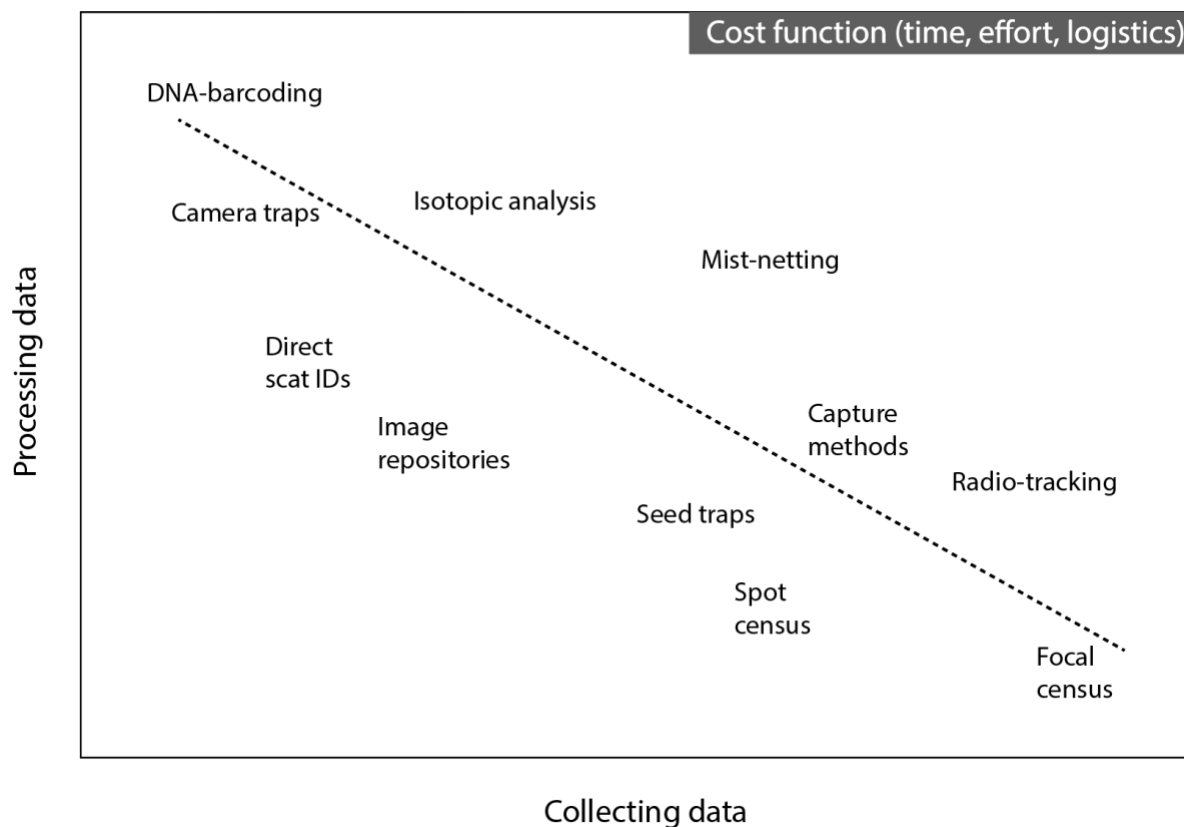 Cost function (time, effort, logistics)
DNA-barcoding
Camera traps
Isotopic analysis
Mist-netting
Direct
scat IDs
Image
repositories
Capture
methods
Radio-tracking
Seed traps
Spot
census
Focal
census
Processing data
Collecting data